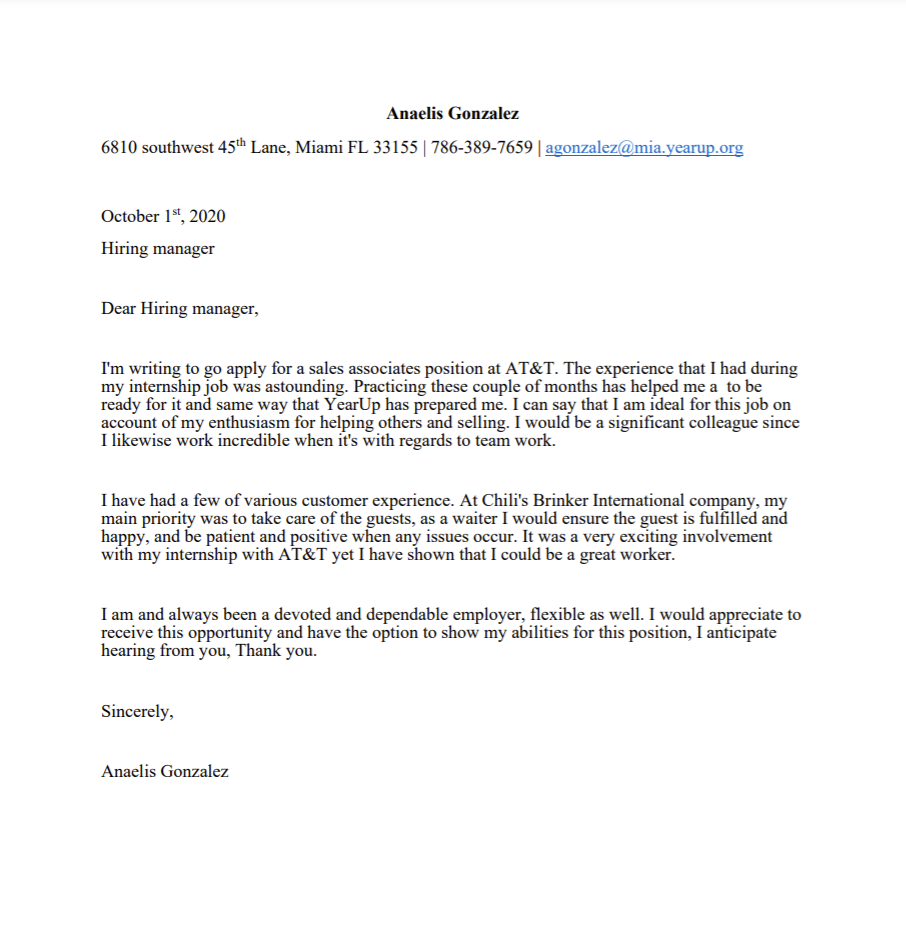 Anaelis Gonzalez
6810 southwest 45th Lane, Miami FL 33155 | 786-389-7659 | agonzalez@mia.yearup.org
October 1st, 2020
Hiring manager
Dear Hiring manager,
I'm writing to go apply for a sales associates position at AT&T. The experience that I had during
my internship job was astounding. Practicing these couple of months has helped me a  to be
ready for it and same way that YearUp has prepared me. I can say that I am ideal for this job on
account of my enthusiasm for helping others and selling. I would be a significant colleague since
I likewise work incredible when it's with regards to team work.
I have had a few of various customer experience. At Chili's Brinker International company, my
main priority was to take care of the guests, as a waiter I would ensure the guest is fulfilled and
happy, and be patient and positive when any issues occur. It was a very exciting involvement
with my internship with AT&T yet I have shown that I could be a great worker.
I am and always been a devoted and dependable employer, flexible as well. I would appreciate to
receive this opportunity and have the option to show my abilities for this position, I anticipate
hearing from you, Thank you.
Sincerely,
Anaelis Gonzalez